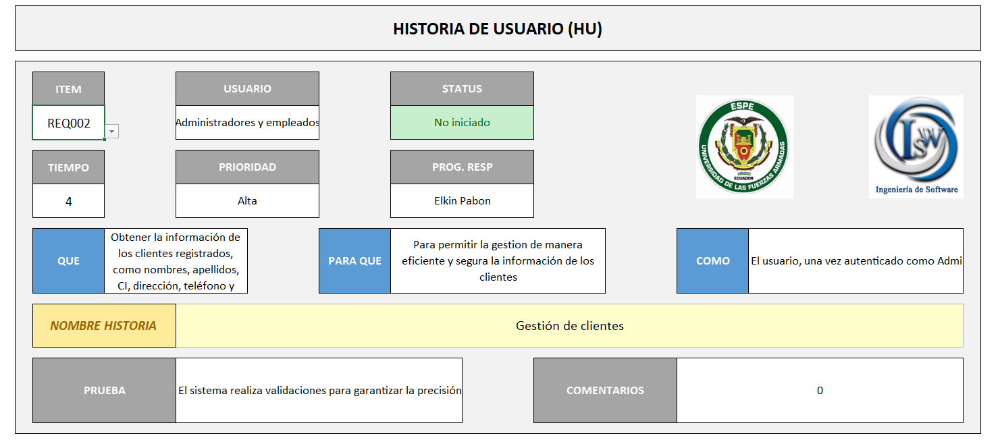 HISTORIA DE USUARIO (HU)
ITEM
USUARIO
STATUS
REQ002
Administradores y empleados
No iniciado
TIEMPO
PRIORIDAD
PROG. RESP
4
Alta
Elkin Pabon
ESPE
UNIVERSIDAD DE LAS FUERZAS ARMADAS
1922
ECUADOR
ISW
Ingeniería de Software
QUE
Obtener la información de
los clientes registrados,
como nombres, apellidos,
CI, dirección, teléfono y
PARA QUE
Para permitir la gestion de manera
eficiente y segura la información de los
clientes
COMO
El usuario, una vez autenticado como Admi
NOMBRE HISTORIA
Gestión de clientes
PRUEBA
El sistema realiza validaciones para garantizar la precisión
COMENTARIOS
0